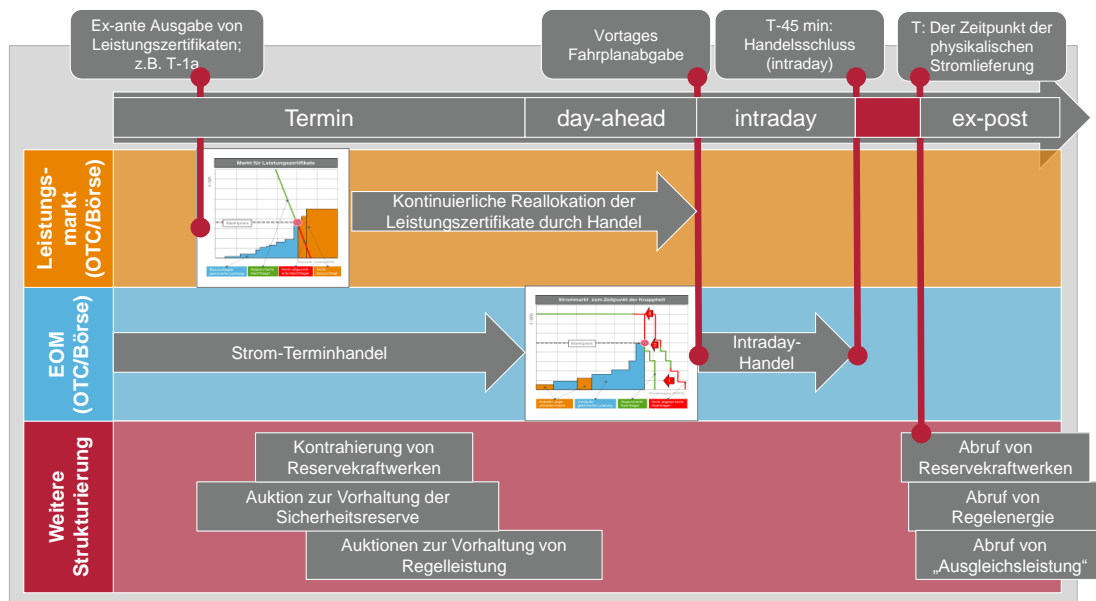 Ex-ante Ausgabe von
Leistungszertifikaten;
z.B. T-1a
Vortages
Fahrplanabgabe
T-45 min:
Handelsschluss
(intraday)
T: Der Zeitpunkt der
physikalischen
Stromlieferung
Termin
day-ahead
intraday
ex-post
Leistungs-
markt
(OTC/Börse)
Markt für Leistungszertifikate
Marktpreis
Kontinuierliche Reallokation der
Leistungszertifikate durch Handel
EOM
(OTC/Börse)
Strom-Terminhandel
Strommarkt zum Zeitpunkt der Knappheit
Marktpreis
Intraday-
Handel
Weitere
Strukturierung
Kontrahierung von
Reservekraftwerken
Auktion zur Vorhaltung der
Sicherheitsreserve
Auktionen zur Vorhaltung von
Regelleistung
Abruf von
Reservekraftwerken
Abruf von
Regelenergie
Abruf von
„Ausgleichsleistung“